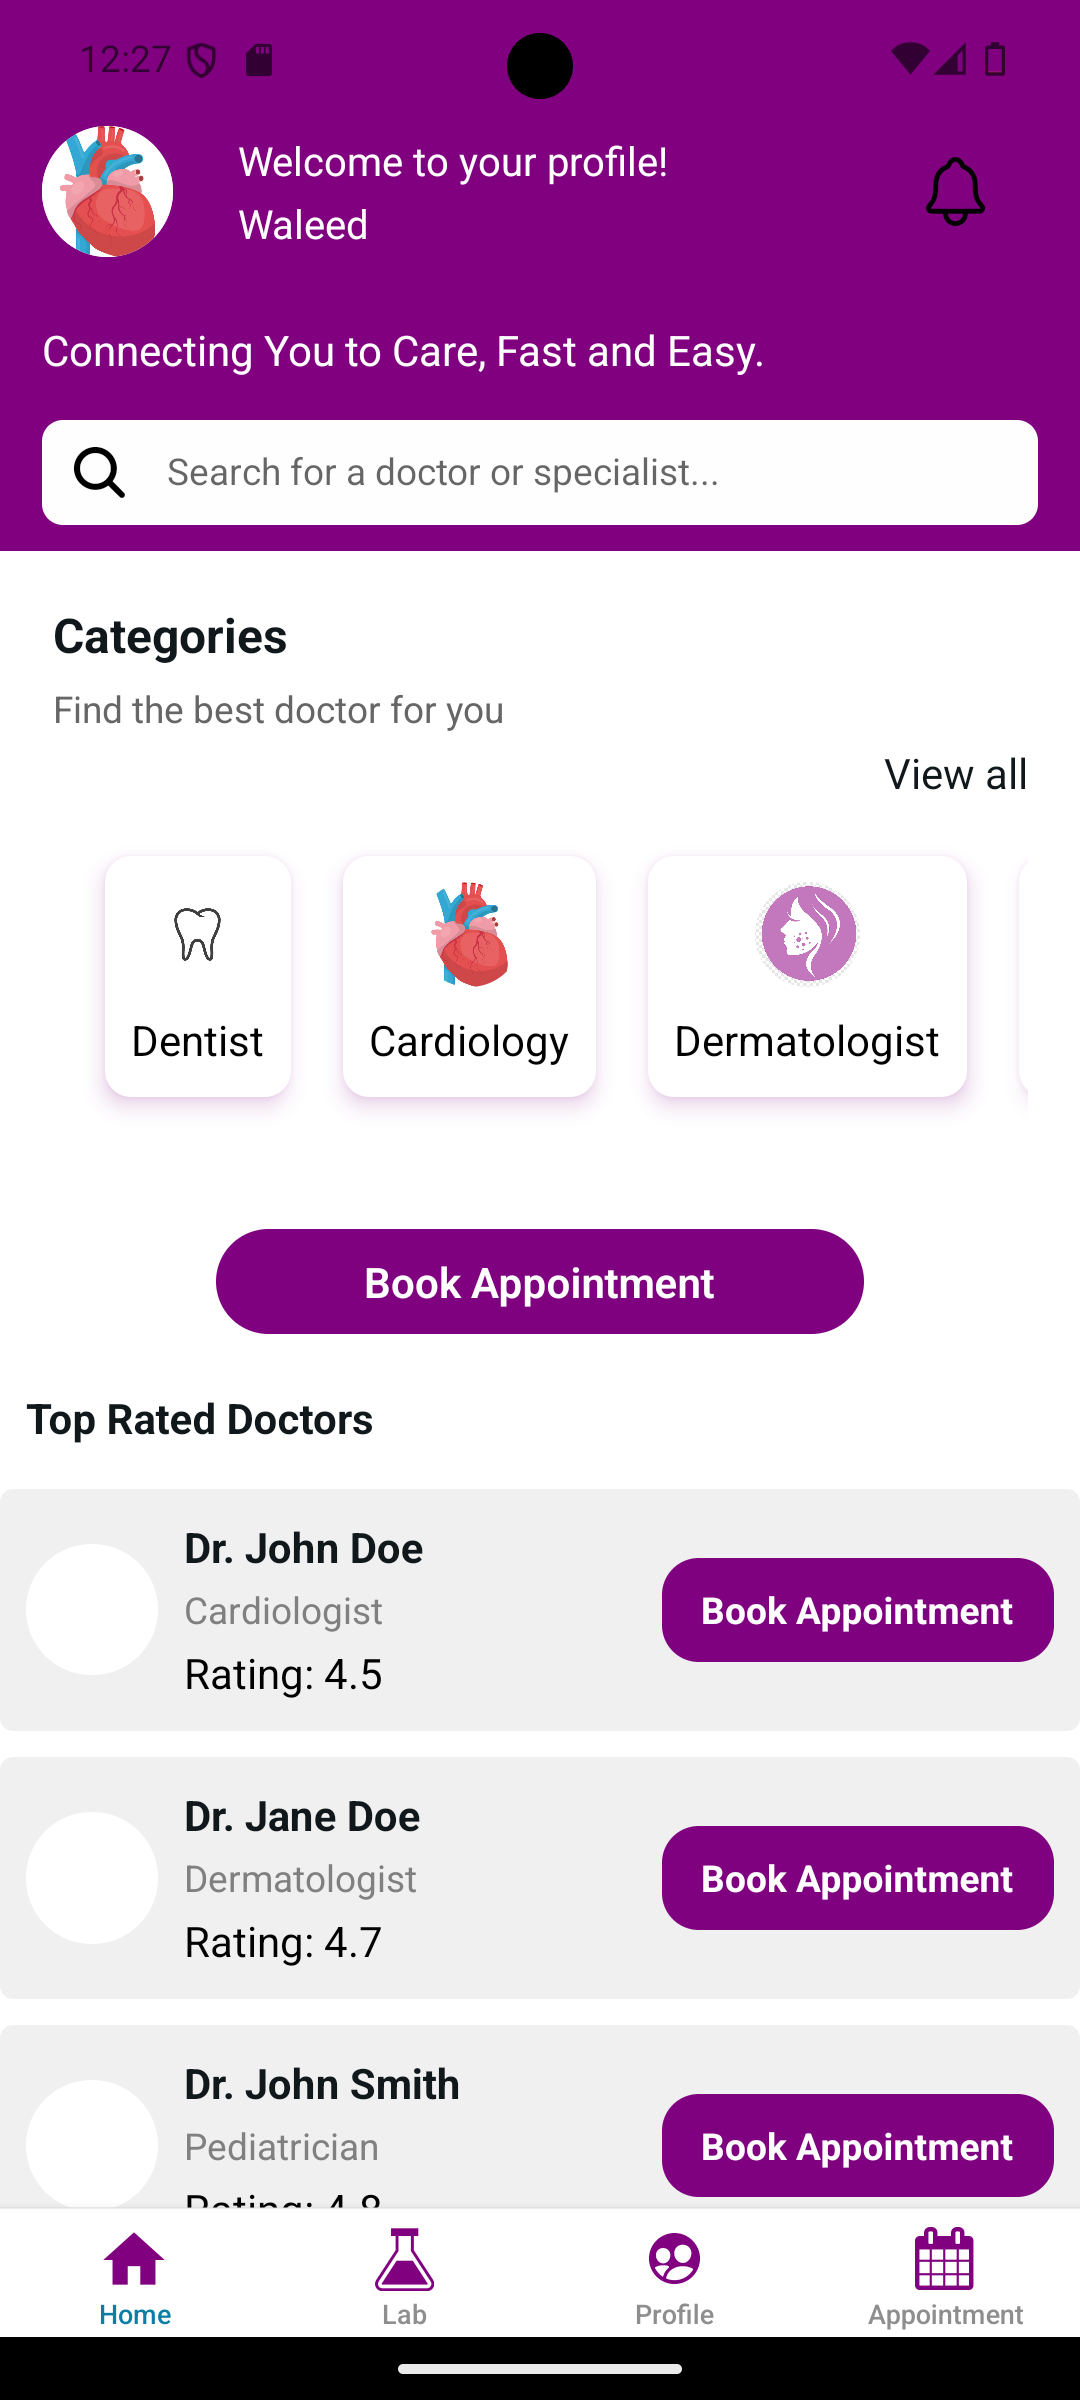 12:27
Welcome to your profile!
Waleed
Connecting You to Care, Fast and Easy.
Search for a doctor or specialist...
Categories
Find the best doctor for you
View all
Dentist
Cardiology
Dermatologist
Book Appointment
Top Rated Doctors
Dr. John Doe
Cardiologist
Rating: 4.5
Book Appointment
Dr. Jane Doe
Dermatologist
Rating: 4.7
Book Appointment
Dr. John Smith
Pediatrician
Rating: 4.8
Book Appointment
Home
Lab
Profile
Appointment